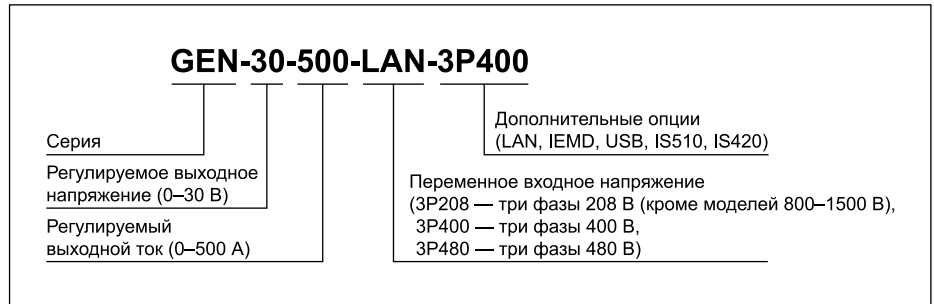 GEN-30-500-LAN-3P400
Дополнительные опции
(LAN, IEMD, USB, IS510, IS420)
Серия
Регулируемое выходное
напряжение (0–30 В)
Переменное входное напряжение
(3P208 — три фазы 208 В (кроме моделей 800–1500 В),
3P400 — три фазы 400 В,
3P480 — три фазы 480 В)
Регулируемый
выходной ток (0–500 А)